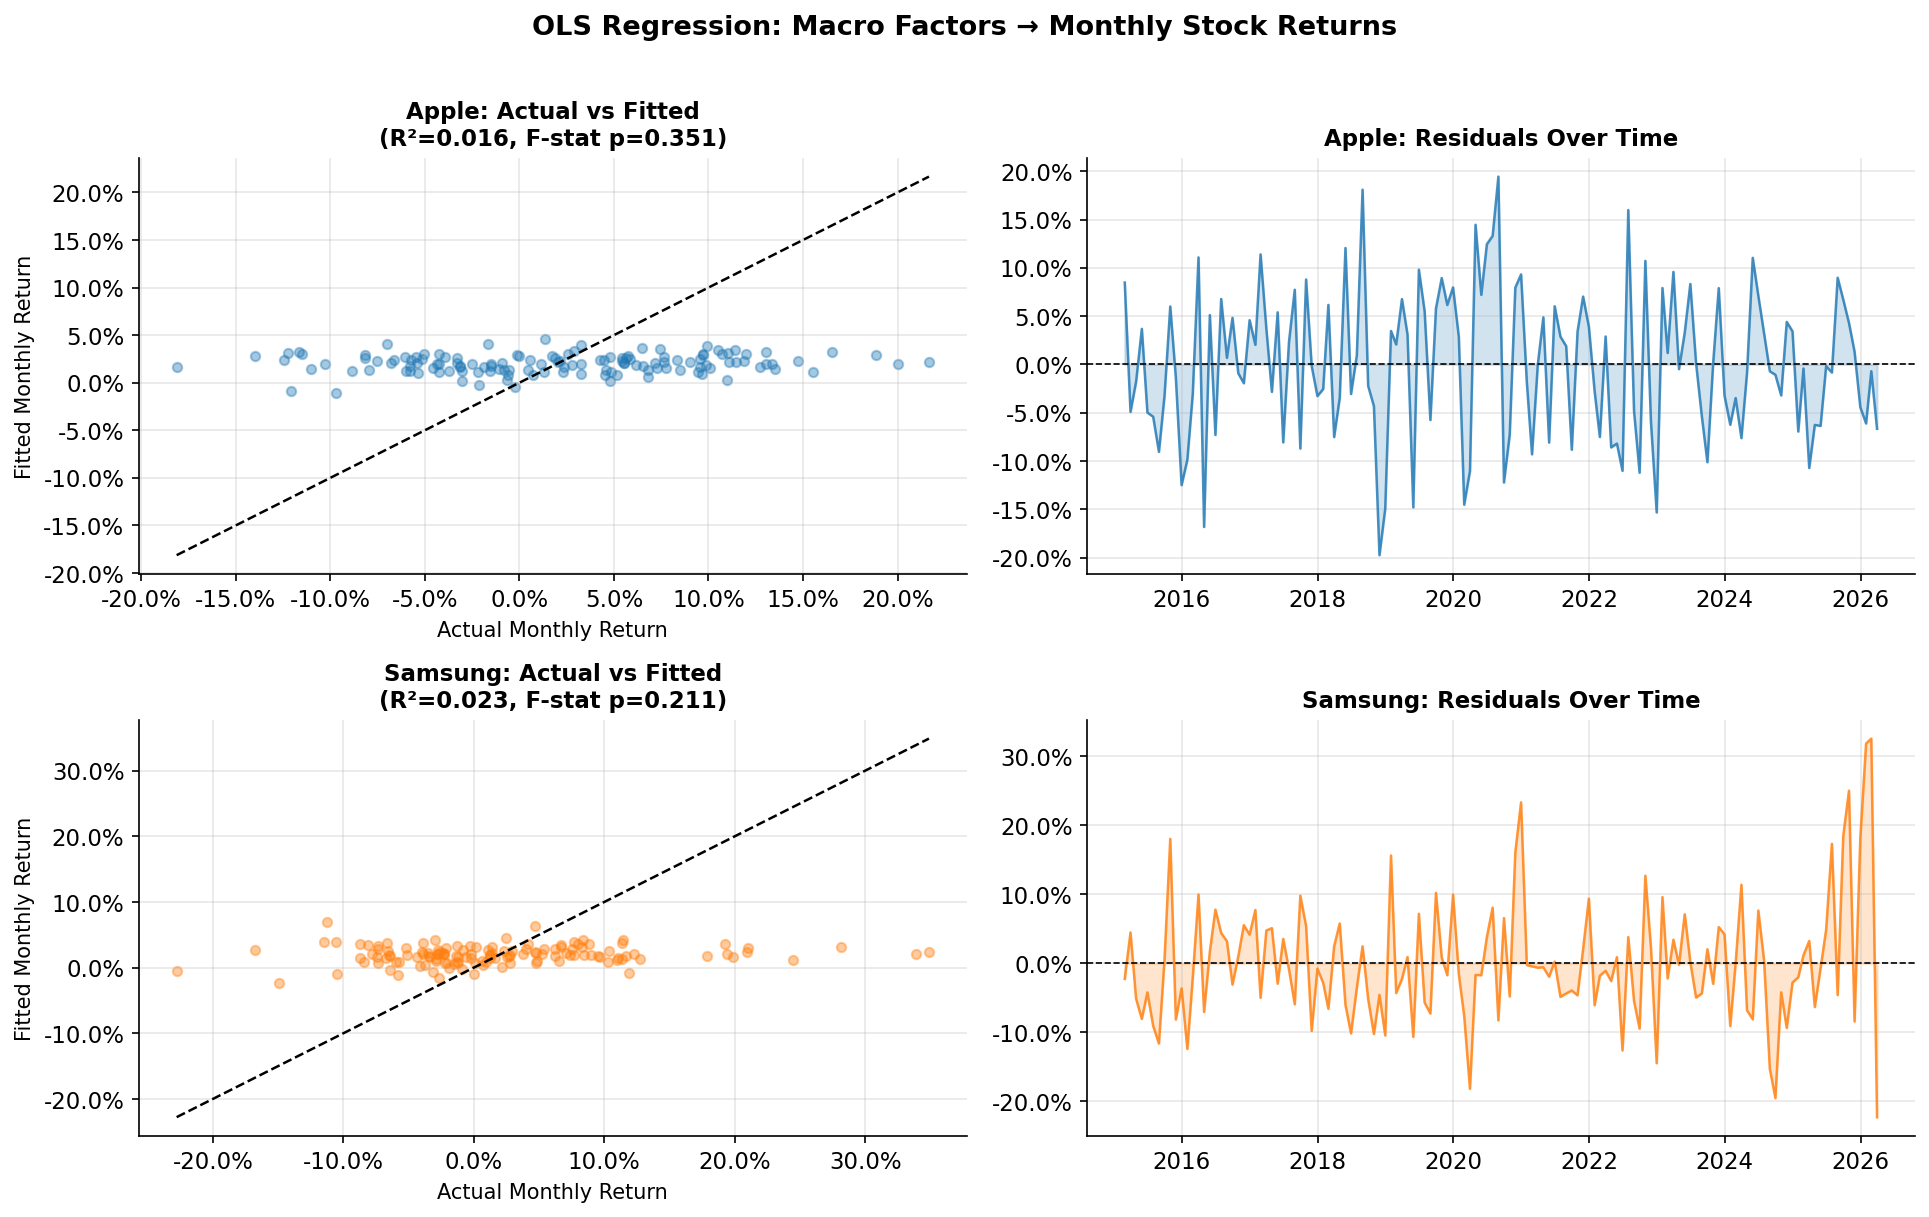 OLS Regression: Macro Factors → Monthly Stock Returns
Apple: Actual vs Fitted
(R²=0.016, F-stat p=0.351)
Fitted Monthly Return
20.0%
15.0%
10.0%
5.0%
0.0%
-5.0%
-10.0%
-15.0%
-20.0%
-20.0% -15.0% -10.0% -5.0% 0.0% 5.0% 10.0% 15.0% 20.0%
Actual Monthly Return
Apple: Residuals Over Time
20.0%
15.0%
10.0%
5.0%
0.0%
-5.0%
-10.0%
-15.0%
-20.0%
2016 2018 2020 2022 2024 2026
Samsung: Actual vs Fitted
(R²=0.023, F-stat p=0.211)
Fitted Monthly Return
30.0%
20.0%
10.0%
0.0%
-10.0%
-20.0%
-20.0% -10.0% 0.0% 10.0% 20.0% 30.0%
Actual Monthly Return
Samsung: Residuals Over Time
30.0%
20.0%
10.0%
0.0%
-10.0%
-20.0%
2016 2018 2020 2022 2024 2026